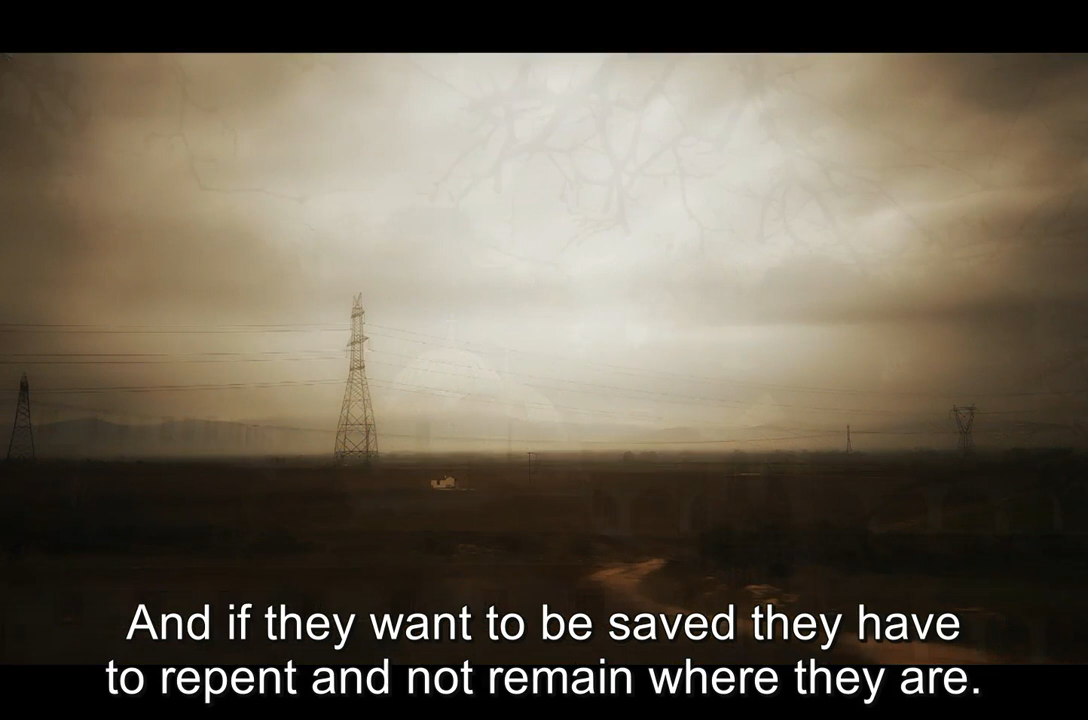 And if they want to be saved they have
to repent and not remain where they are.